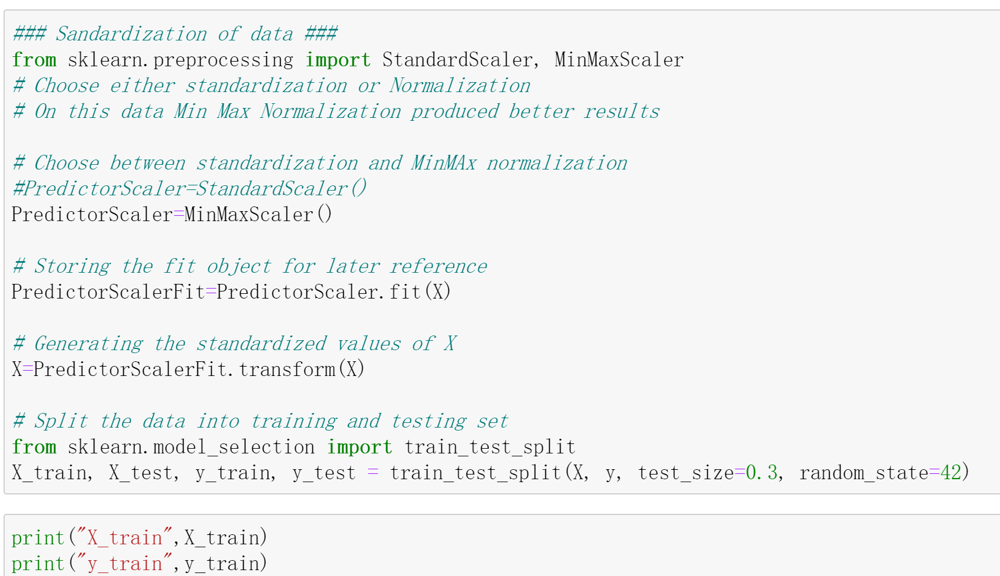 ### Sandardization of data ###
from sklearn.preprocessing import StandardScaler, MinMaxScaler
# Choose either standardization or Normalization
# On this data Min Max Normalization produced better results
# Choose between standardization and MinMAx normalization
#PredictorScaler=StandardScaler()
PredictorScaler=MinMaxScaler()
# Storing the fit object for later reference
PredictorScalerFit=PredictorScaler.fit(X)
# Generating the standardized values of X
X=PredictorScalerFit.transform(X)
# Split the data into training and testing set
from sklearn.model_selection import train_test_split
X_train, X_test, y_train, y_test = train_test_split(X, y, test_size=0.3, random_state=42)
print("X_train",X_train)
print("y_train",y_train)